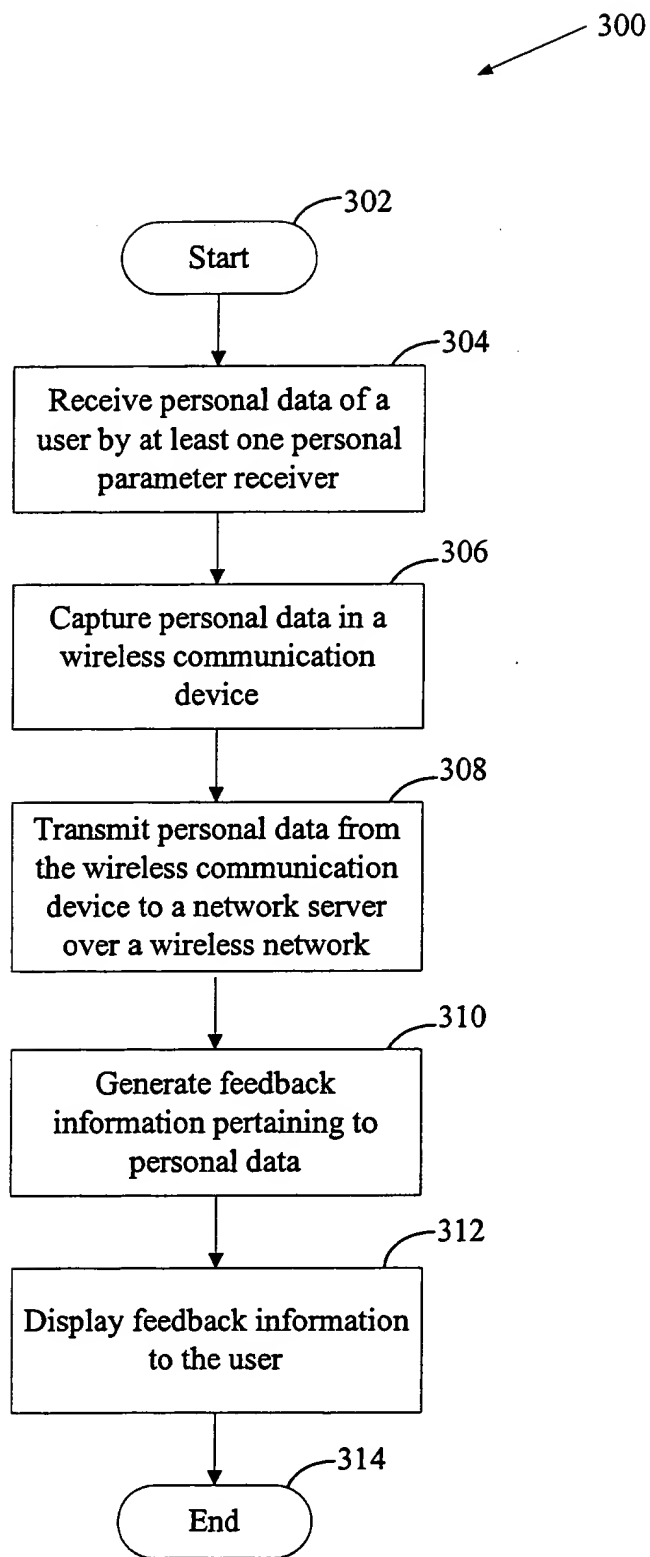 300
302
Start
304
Receive personal data of a
user by at least one personal
parameter receiver
306
Capture personal data in a
wireless communication
device
308
Transmit personal data from
the wireless communication
device to a network server
over a wireless network
310
Generate feedback
information pertaining to
personal data
312
Display feedback information
to the user
314
End